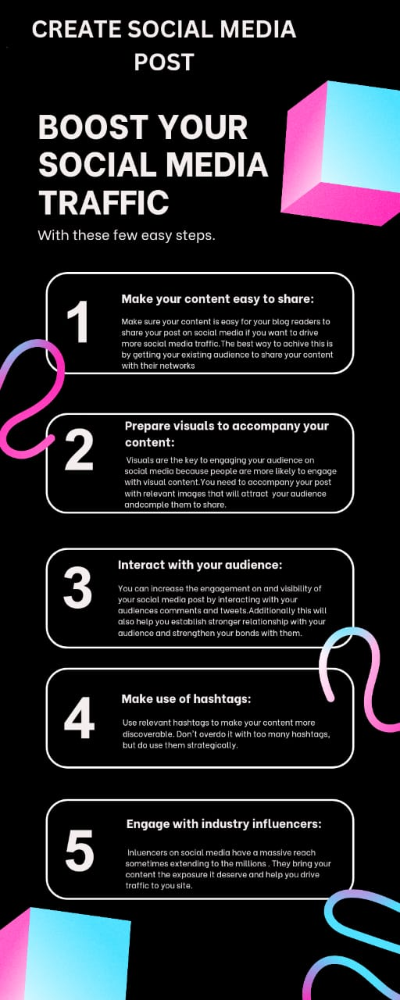 CREATE SOCIAL MEDIA
POST
BOOST YOUR
SOCIAL MEDIA
TRAFFIC
With these few easy steps.
1
Make your content easy to share:
Make sure your content is easy for your blog readers to
share your post on social media if you want to drive
more social media traffic.The best way to achive this is
by getting your existing audience to share your content
with their networks
2
Prepare visuals to accompany your
content:
Visuals are the key to engaging your audience on
social media because people are more likely to engage
with visual content.You need to accompany your post
with relevant images that will attract your audience
andcomple them to share.
3
Interact with your audience:
You can increase the engagement on and visibility of
your social media post by interacting with your
audiences comments and tweets.Additionally this will
also help you establish stronger relationship with your
audience and strengthen your bonds with them.
4
Make use of hashtags:
Use relevant hashtags to make your content more
discoverable. Don't overdo it with too many hashtags,
but do use them strategically.
5
Engage with industry influencers:
Inluencers on social media have a massive reach
sometimes extending to the millions . They bring your
content the exposure it deserve and help you drive
traffic to you site.